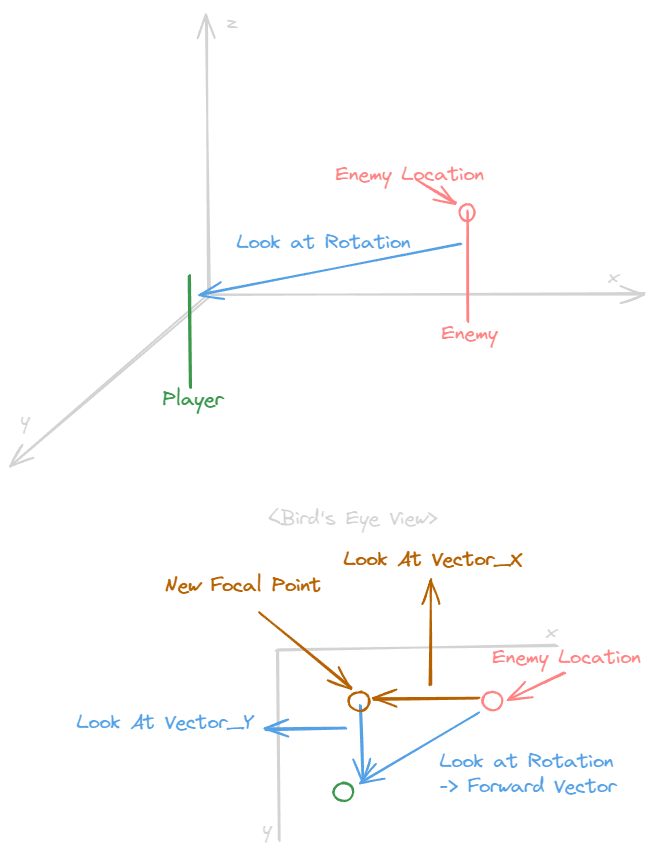 z
Enemy Location
Look at Rotation
x
Enemy
Player
y
<Bird's Eye View>
Look At Vector_X
New Focal Point
x
Enemy Location
Look At Vector_Y
Look at Rotation
-> Forward Vector
y